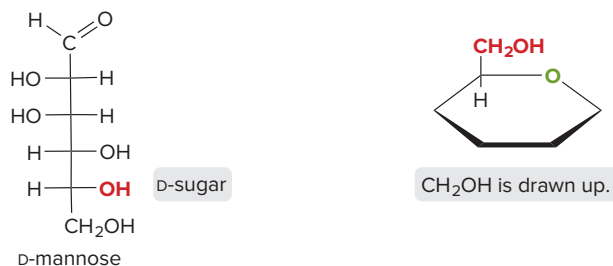 H O
C
HO H
HO H
H OH
H OH D-sugar
CH₂OH
D-mannose
CH₂OH
O
H
CH₂OH is drawn up.